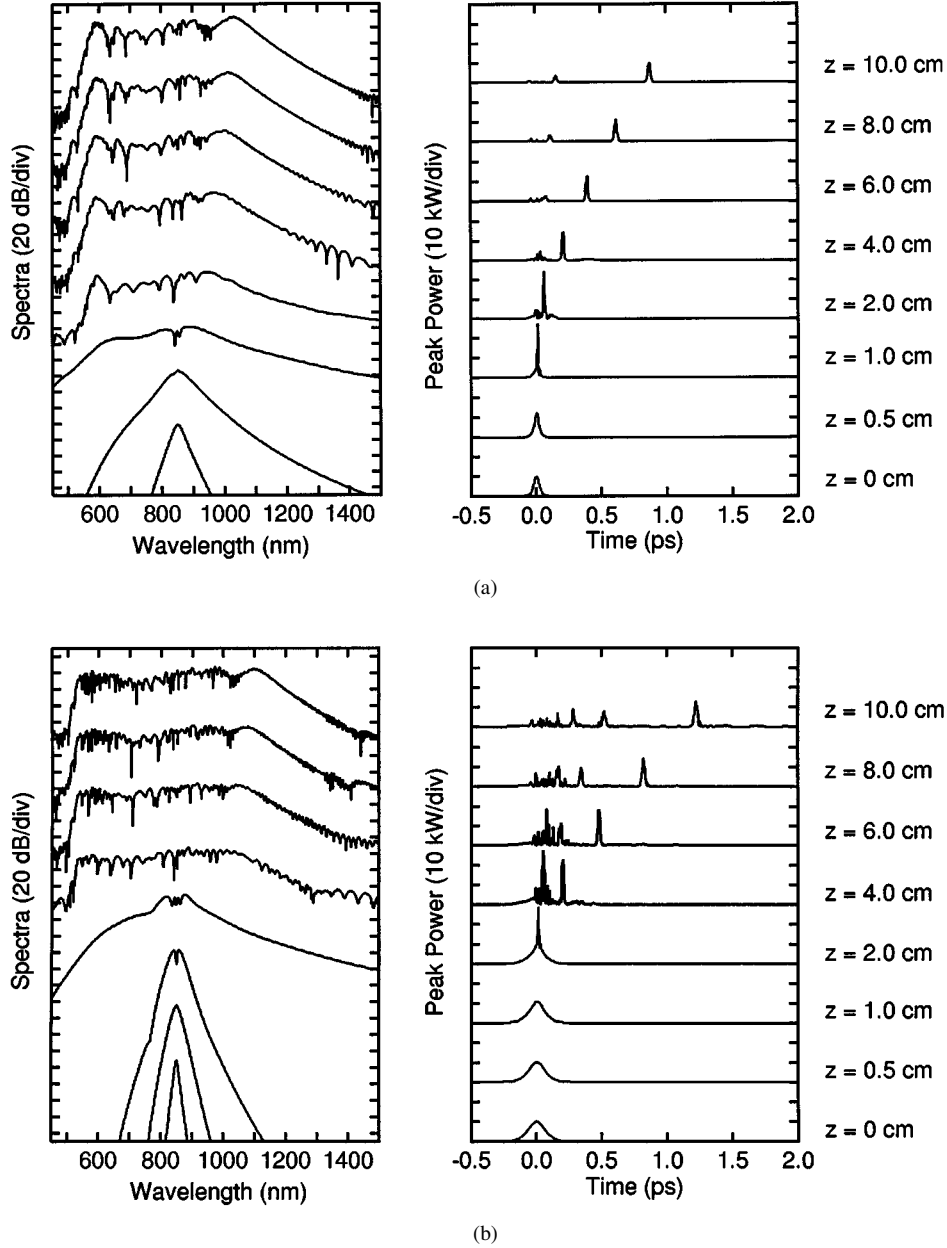 Spectra (20 dB/div)
600 800 1000 1200 1400
Wavelength (nm)
Peak Power (10 kW/div)
z = 10.0 cm
z = 8.0 cm
z = 6.0 cm
z = 4.0 cm
z = 2.0 cm
z = 1.0 cm
z = 0.5 cm
z = 0 cm
-0.5 0.0 0.5 1.0 1.5 2.0
Time (ps)
(a)
Spectra (20 dB/div)
600 800 1000 1200 1400
Wavelength (nm)
Peak Power (10 kW/div)
z = 10.0 cm
z = 8.0 cm
z = 6.0 cm
z = 4.0 cm
z = 2.0 cm
z = 1.0 cm
z = 0.5 cm
z = 0 cm
-0.5 0.0 0.5 1.0 1.5 2.0
Time (ps)
(b)